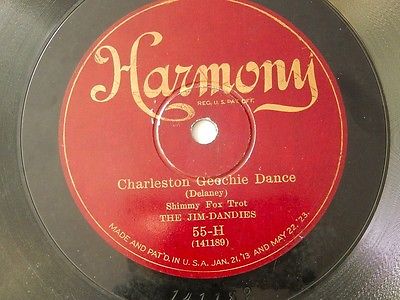 Harmony
REG. U.S. PAT. OFF.
Charleston Geechie Dance
(Delaney)
Shimmy Fox Trot
THE JIM-DANDIES
55-H
(141189)
MADE AND PAT'D. IN U.S.A. JAN. 21, '13 AND MAY 22, '23.
141189